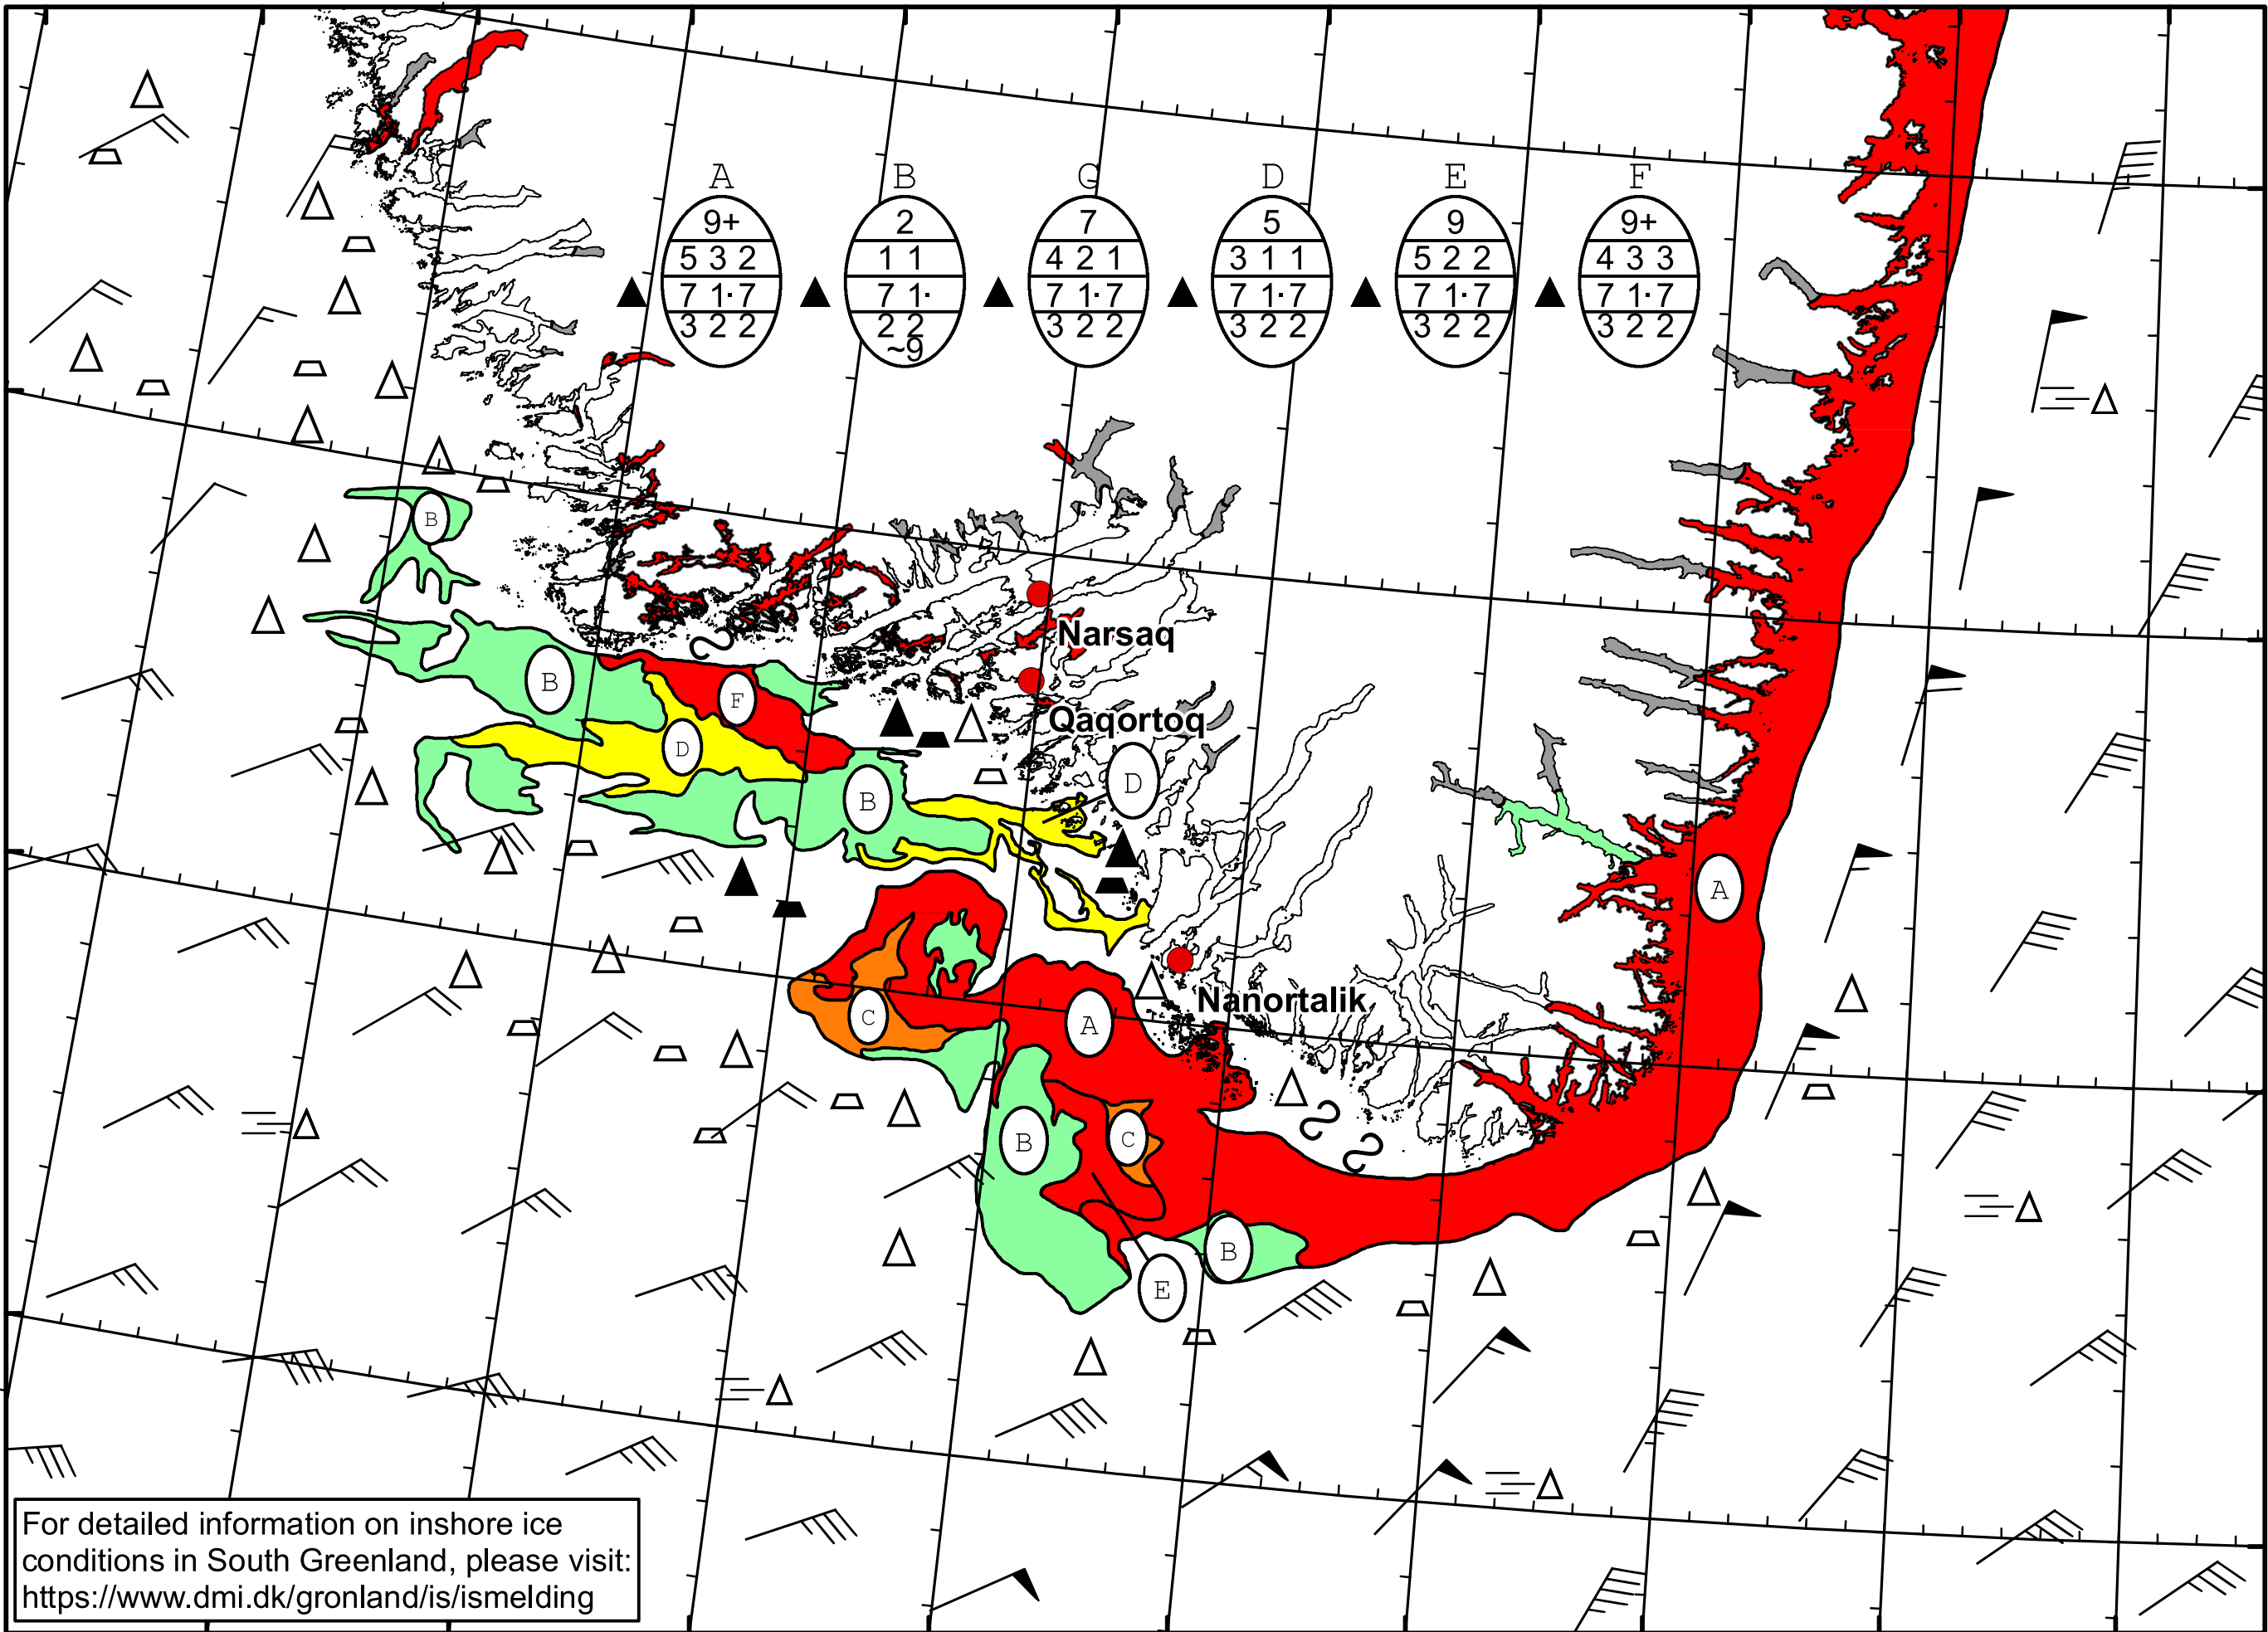 A B C D E F
9+ 2 7 5 9 9+
5 3 2 1 1 4 2 1 3 1 1 5 2 2 4 3 3
7 1·7 7 1· 7 1·7 7 1·7 7 1·7 7 1·7
3 2 2 2 2 3 2 2 3 2 2 3 2 2 3 2 2
~9
B
Narsaq
B
F
Qaqortoq
D
D
B
A
Nanortalik
C
A
B
C
B
E
For detailed information on inshore ice
conditions in South Greenland, please visit:
https://www.dmi.dk/gronland/is/ismelding